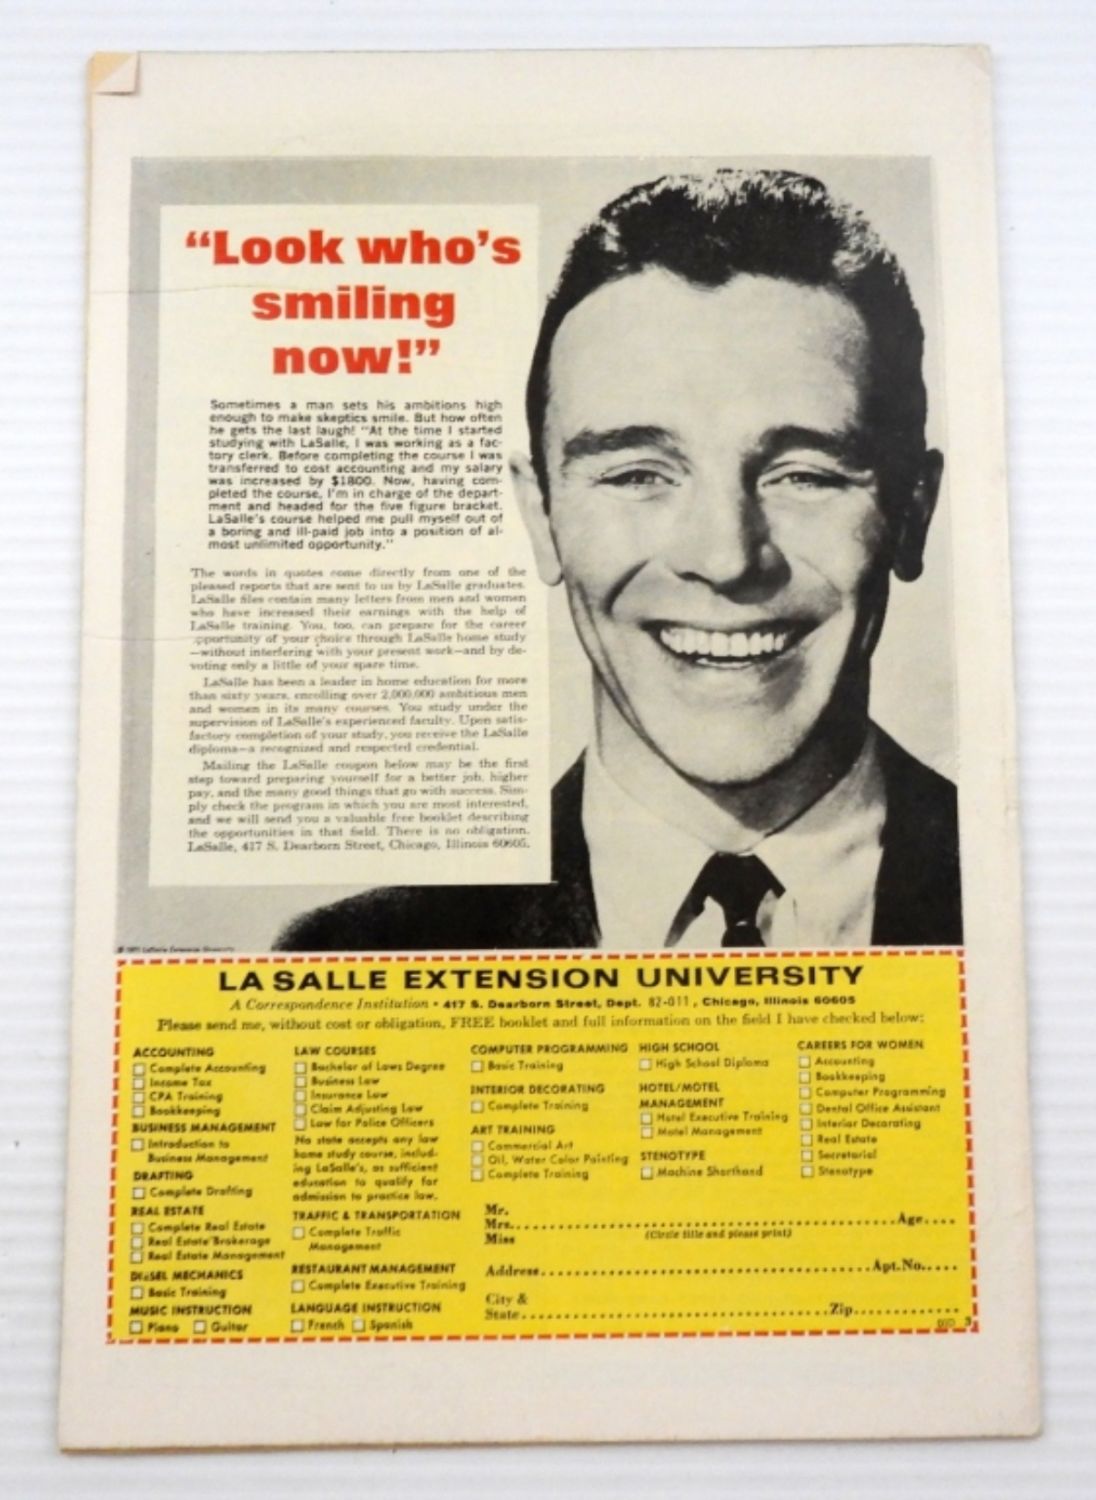 “Look who’s
smiling
now!”
Sometimes a man sets his ambitions high
enough to make skeptics smile. But how often
he gets the last laugh! “At the time I started
studying with LaSalle, I was working as a fac-
tory clerk. Before completing the course I was
transferred to cost accounting and my salary
was increased by $1800. Now, having com-
pleted the course, I’m in charge of the depart-
ment and headed for the five figure bracket.
LaSalle’s course helped me pull myself out of
a boring and ill-paid job into a position of al-
most unlimited opportunity.”
The words in quotes come directly from one of the
pleased reports that are sent to us by LaSalle graduates.
LaSalle files contain many letters from men and women
who have increased their earnings with the help of
LaSalle training. You, too, can prepare for the career
opportunity of your choice through LaSalle home study
—without interfering with your present work—and by de-
voting only a little of your spare time.
LaSalle has been a leader in home education for more
than sixty years, enrolling over 2,000,000 ambitious men
and women in its many courses. You study under the
supervision of LaSalle’s experienced faculty. Upon satis-
factory completion of your study, you receive the LaSalle
diploma—a recognized and respected credential.
Mailing the LaSalle coupon below may be the first
step toward preparing yourself for a better job, higher
pay, and the many good things that go with success. Sim-
ply check the program in which you are most interested,
and we will send you a valuable free booklet describing
the opportunities in that field. There is no obligation.
LaSalle, 417 S. Dearborn Street, Chicago, Illinois 60605.
LaSalle Extension University
LA SALLE EXTENSION UNIVERSITY
A Correspondence Institution • 417 S. Dearborn Street, Dept. 82-011, Chicago, Illinois 60605
Please send me, without cost or obligation, FREE booklet and full information on the field I have checked below:
ACCOUNTING
Complete Accounting
Income Tax
CPA Training
Bookkeeping
BUSINESS MANAGEMENT
Introduction to
Business Management
DRAFTING
Complete Drafting
REAL ESTATE
Complete Real Estate
Real Estate Brokerage
Real Estate Management
DIESEL MECHANICS
Basic Training
MUSIC INSTRUCTION
Piano Guitar
LAW COURSES
Bachelor of Laws Degree
Business Law
Insurance Law
Claim Adjusting Law
Law for Police Officers
No state accepts any law
home study course, includ-
ing LaSalle’s, as sufficient
education to qualify for
admission to practice law.
TRAFFIC & TRANSPORTATION
Complete Traffic
Management
RESTAURANT MANAGEMENT
Complete Executive Training
LANGUAGE INSTRUCTION
French Spanish
COMPUTER PROGRAMMING
Basic Training
INTERIOR DECORATING
Complete Training
ART TRAINING
Commercial Art
Oil, Water Color Painting
Complete Training
HIGH SCHOOL
High School Diploma
HOTEL/MOTEL
MANAGEMENT
Hotel Executive Training
Motel Management
STENOTYPE
Machine Shorthand
CAREERS FOR WOMEN
Accounting
Bookkeeping
Computer Programming
Dental Office Assistant
Interior Decorating
Real Estate
Secretarial
Stenotype
Mr.
Mrs. Age
Miss (Circle title and please print)
Address Apt. No.
City &
State Zip
3